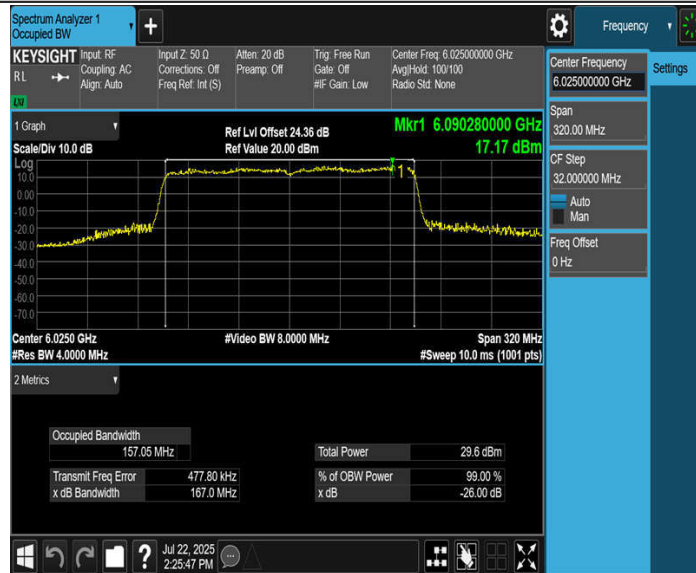 Spectrum Analyzer 1
Occupied BW
+
Frequency
KEYSIGHT
RL
LXI
Input: RF
Coupling: AC
Align: Auto
Input Z: 50 Ω
Corrections: Off
Freq Ref: Int (S)
Atten: 20 dB
Preamp: Off
Trig: Free Run
Gate: Off
#IF Gain: Low
Center Freq: 6.025000000 GHz
Avg|Hold: 100/100
Radio Std: None
Center Frequency
6.025000000 GHz
Settings
Span
320.00 MHz
CF Step
32.000000 MHz
Auto
Man
Freq Offset
0 Hz
1 Graph
Scale/Div 10.0 dB
Ref Lvl Offset 24.36 dB
Ref Value 20.00 dBm
Mkr1 6.090280000 GHz
17.17 dBm
Log
10.0
0.00
-10.0
-20.0
-30.0
-40.0
-50.0
-60.0
-70.0
1
Center 6.0250 GHz
#Res BW 4.0000 MHz
#Video BW 8.0000 MHz
Span 320 MHz
#Sweep 10.0 ms (1001 pts)
2 Metrics
Occupied Bandwidth
157.05 MHz
Total Power 29.6 dBm
Transmit Freq Error 477.80 kHz
% of OBW Power 99.00 %
x dB Bandwidth 167.0 MHz
x dB -26.00 dB
?
Jul 22, 2025
2:25:47 PM